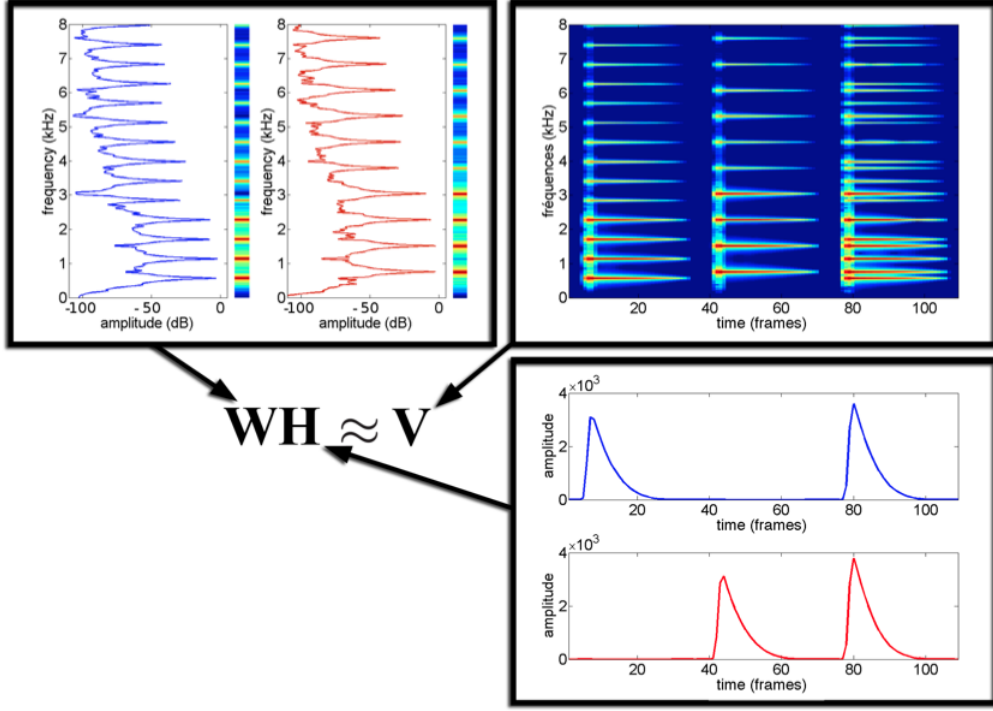 8
7
6
5
4
3
2
1
0
frequency (kHz)
-100 -50 0
amplitude (dB)
8
7
6
5
4
3
2
1
0
frequency (kHz)
-100 -50 0
amplitude (dB)
8
7
6
5
4
3
2
1
0
fréquences (kHz)
20 40 60 80 100
time (frames)
WH ≈ V
4 ×10³
2
0
amplitude
20 40 60 80 100
time (frames)
4 ×10³
2
0
amplitude
20 40 60 80 100
time (frames)